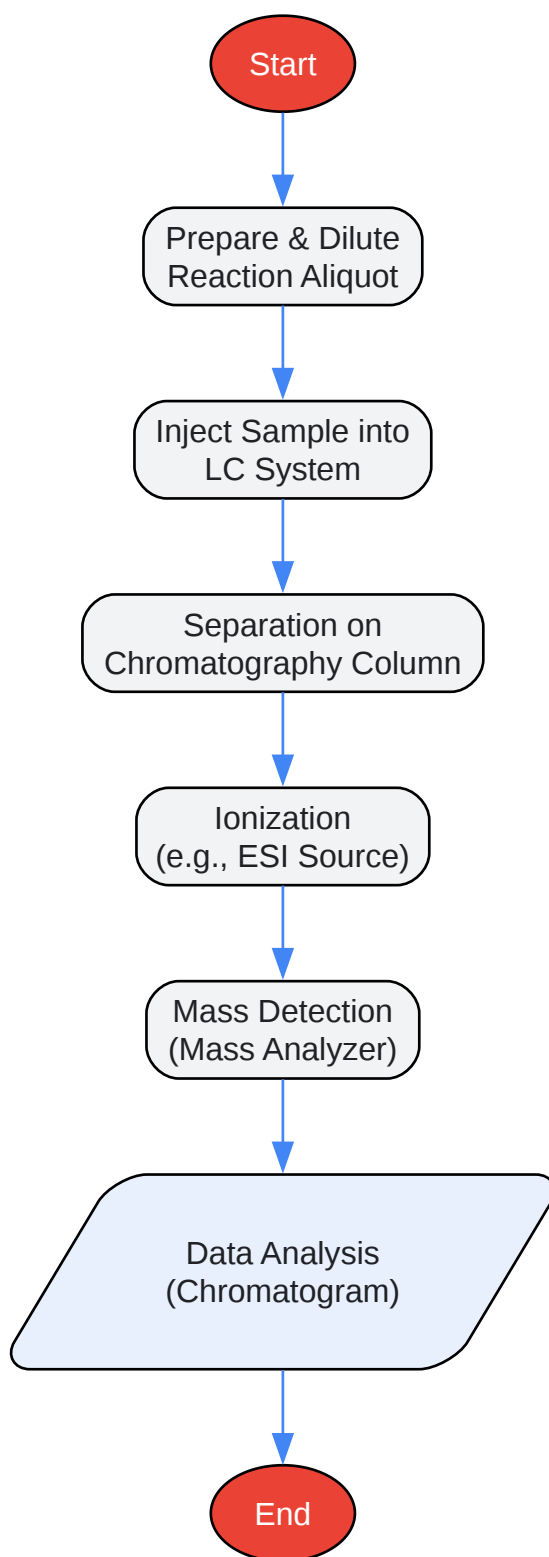 Start
Prepare & Dilute
Reaction Aliquot
Inject Sample into
LC System
Separation on
Chromatography Column
Ionization
(e.g., ESI Source)
Mass Detection
(Mass Analyzer)
Data Analysis
(Chromatogram)
End